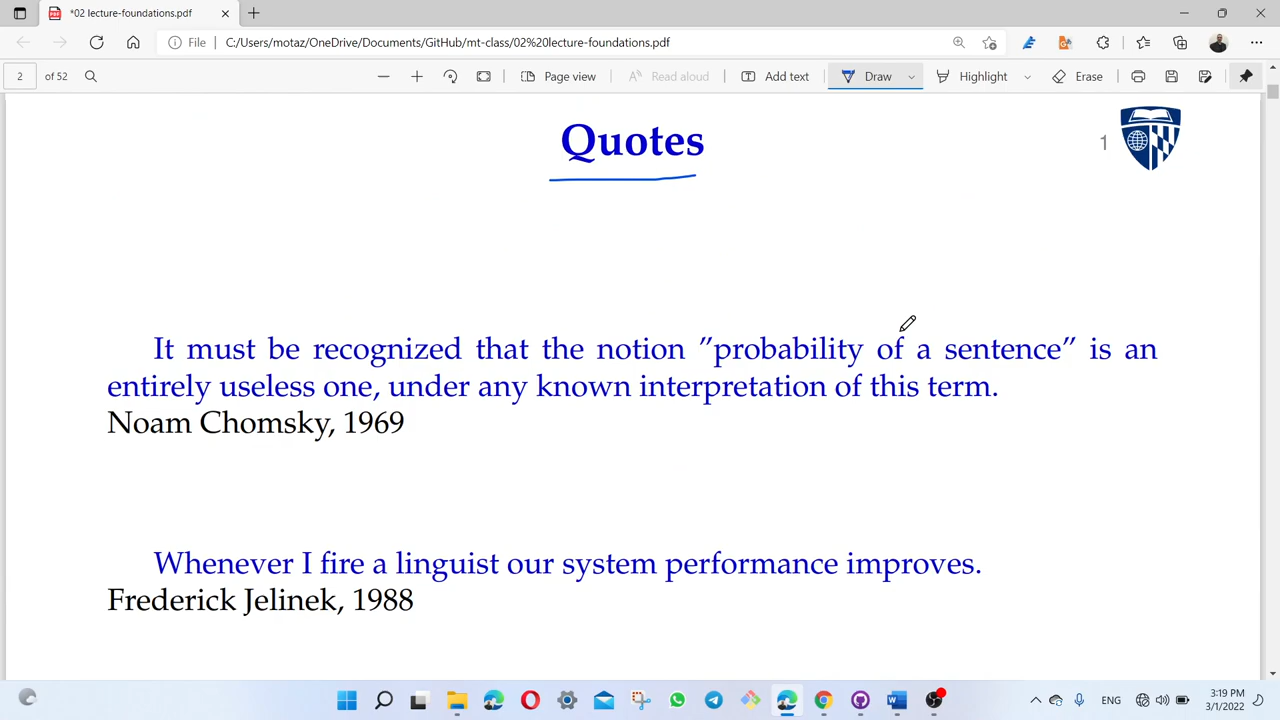 *02 lecture-foundations.pdf
File C:/Users/motaz/OneDrive/Documents/GitHub/mt-class/02%20lecture-foundations.pdf
2 of 52 Page view Read aloud Add text Draw Highlight Erase
Quotes
1
It must be recognized that the notion ”probability of a sentence” is an
entirely useless one, under any known interpretation of this term.
Noam Chomsky, 1969
Whenever I fire a linguist our system performance improves.
Frederick Jelinek, 1988
ENG
3:19 PM
3/1/2022